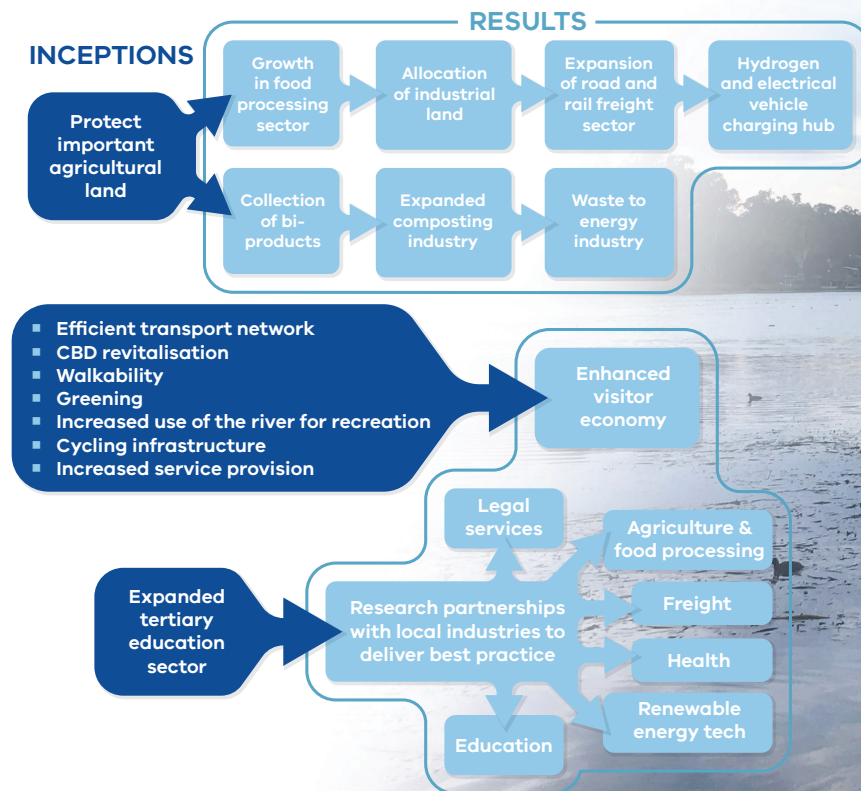 RESULTS
INCEPTIONS
Protect
important
agricultural
land
Growth
in food
processing
sector
Allocation
of industrial
land
Expansion
of road and
rail freight
sector
Hydrogen
and electrical
vehicle
charging hub
Collection
of bi-
products
Expanded
composting
industry
Waste to
energy
industry
▪ Efficient transport network
▪ CBD revitalisation
▪ Walkability
▪ Greening
▪ Increased use of the river for recreation
▪ Cycling infrastructure
▪ Increased service provision
Enhanced
visitor
economy
Expanded
tertiary
education
sector
Research partnerships
with local industries to
deliver best practice
Legal
services
Agriculture &
food processing
Freight
Health
Renewable
energy tech
Education